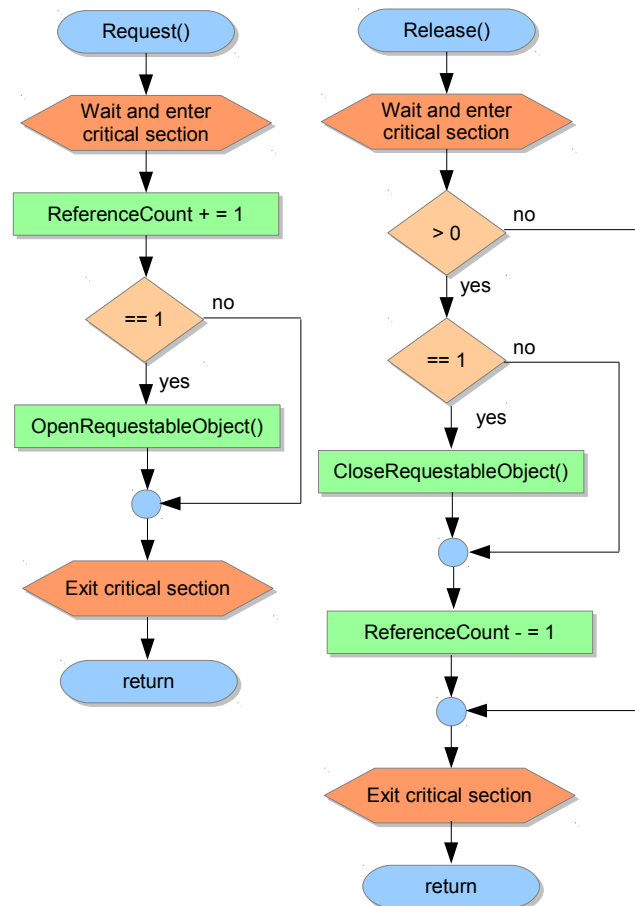 Request()
Wait and enter
critical section
ReferenceCount + = 1
== 1
no
yes
OpenRequestableObject()
Exit critical section
return
Release()
Wait and enter
critical section
> 0
no
yes
== 1
no
yes
CloseRequestableObject()
ReferenceCount - = 1
Exit critical section
return